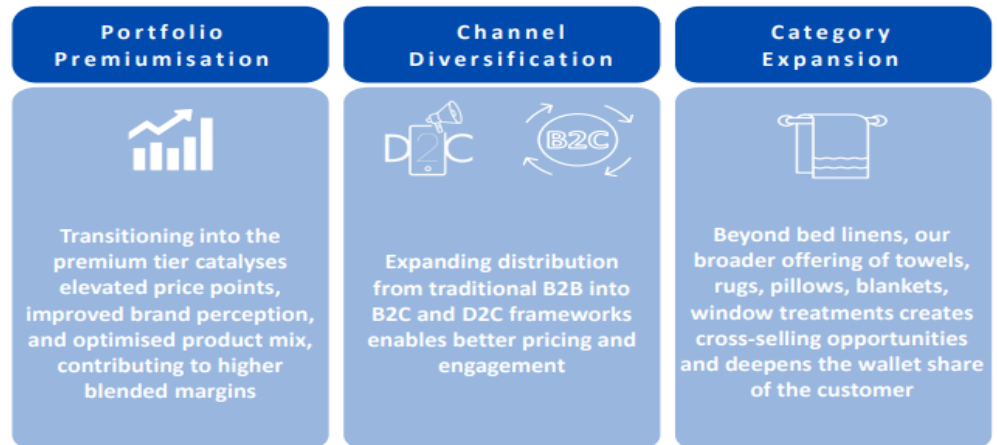 Portfolio
Premiumisation
Transitioning into the
premium tier catalyses
elevated price points,
improved brand perception,
and optimised product mix,
contributing to higher
blended margins
Channel
Diversification
D2C
B2C
Expanding distribution
from traditional B2B into
B2C and D2C frameworks
enables better pricing and
engagement
Category
Expansion
Beyond bed linens, our
broader offering of towels,
rugs, pillows, blankets,
window treatments creates
cross-selling opportunities
and deepens the wallet share
of the customer